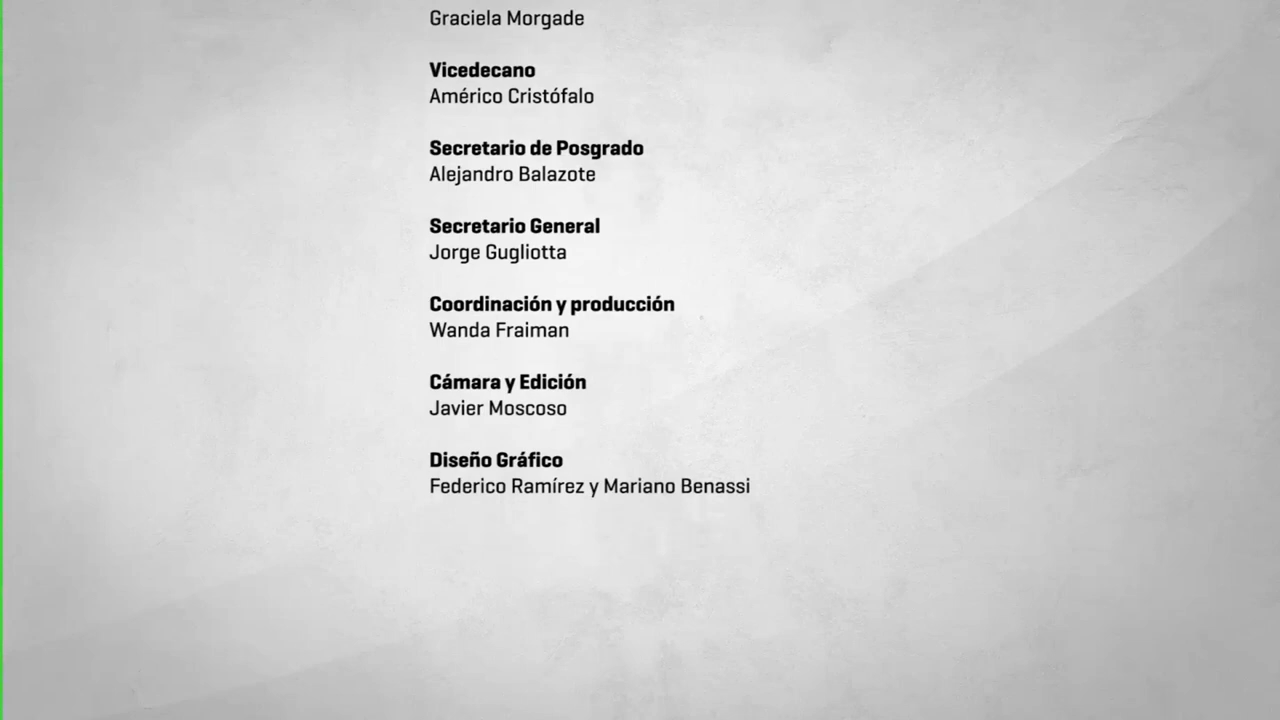 Graciela Morgade
Vicedecano
Américo Cristófalo
Secretario de Posgrado
Alejandro Balazote
Secretario General
Jorge Gugliotta
Coordinación y producción
Wanda Fraiman
Cámara y Edición
Javier Moscoso
Diseño Gráfico
Federico Ramírez y Mariano Benassi